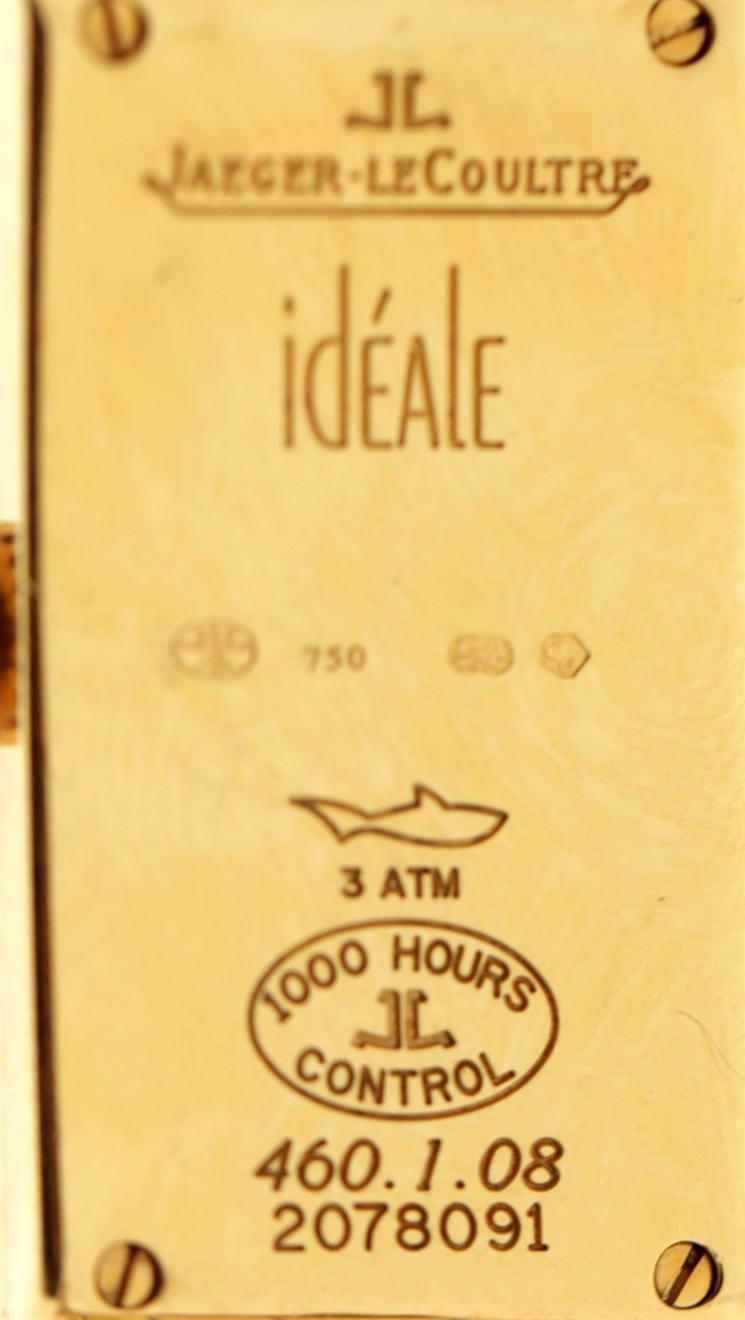 JL
JAEGER-LECOULTRE
idÉAlE
750
3 ATM
1000 HOURS
JL
CONTROL
460.1.08
2078091